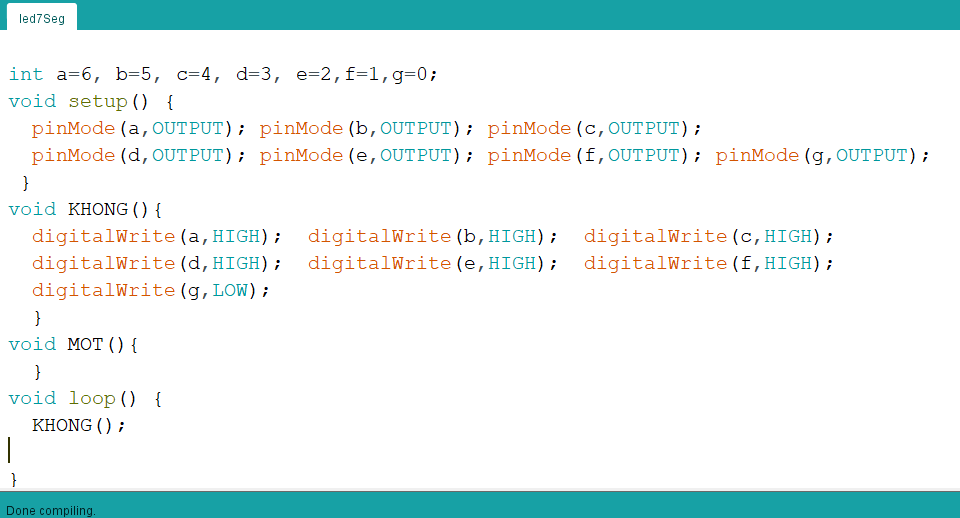 led7Seg
int a=6, b=5, c=4, d=3, e=2,f=1,g=0;
void setup() {
pinMode(a,OUTPUT); pinMode(b,OUTPUT); pinMode(c,OUTPUT);
pinMode(d,OUTPUT); pinMode(e,OUTPUT); pinMode(f,OUTPUT); pinMode(g,OUTPUT);
}
void KHONG(){
digitalWrite(a,HIGH); digitalWrite(b,HIGH); digitalWrite(c,HIGH);
digitalWrite(d,HIGH); digitalWrite(e,HIGH); digitalWrite(f,HIGH);
digitalWrite(g,LOW);
}
void MOT(){
}
void loop() {
KHONG();
}
Done compiling.